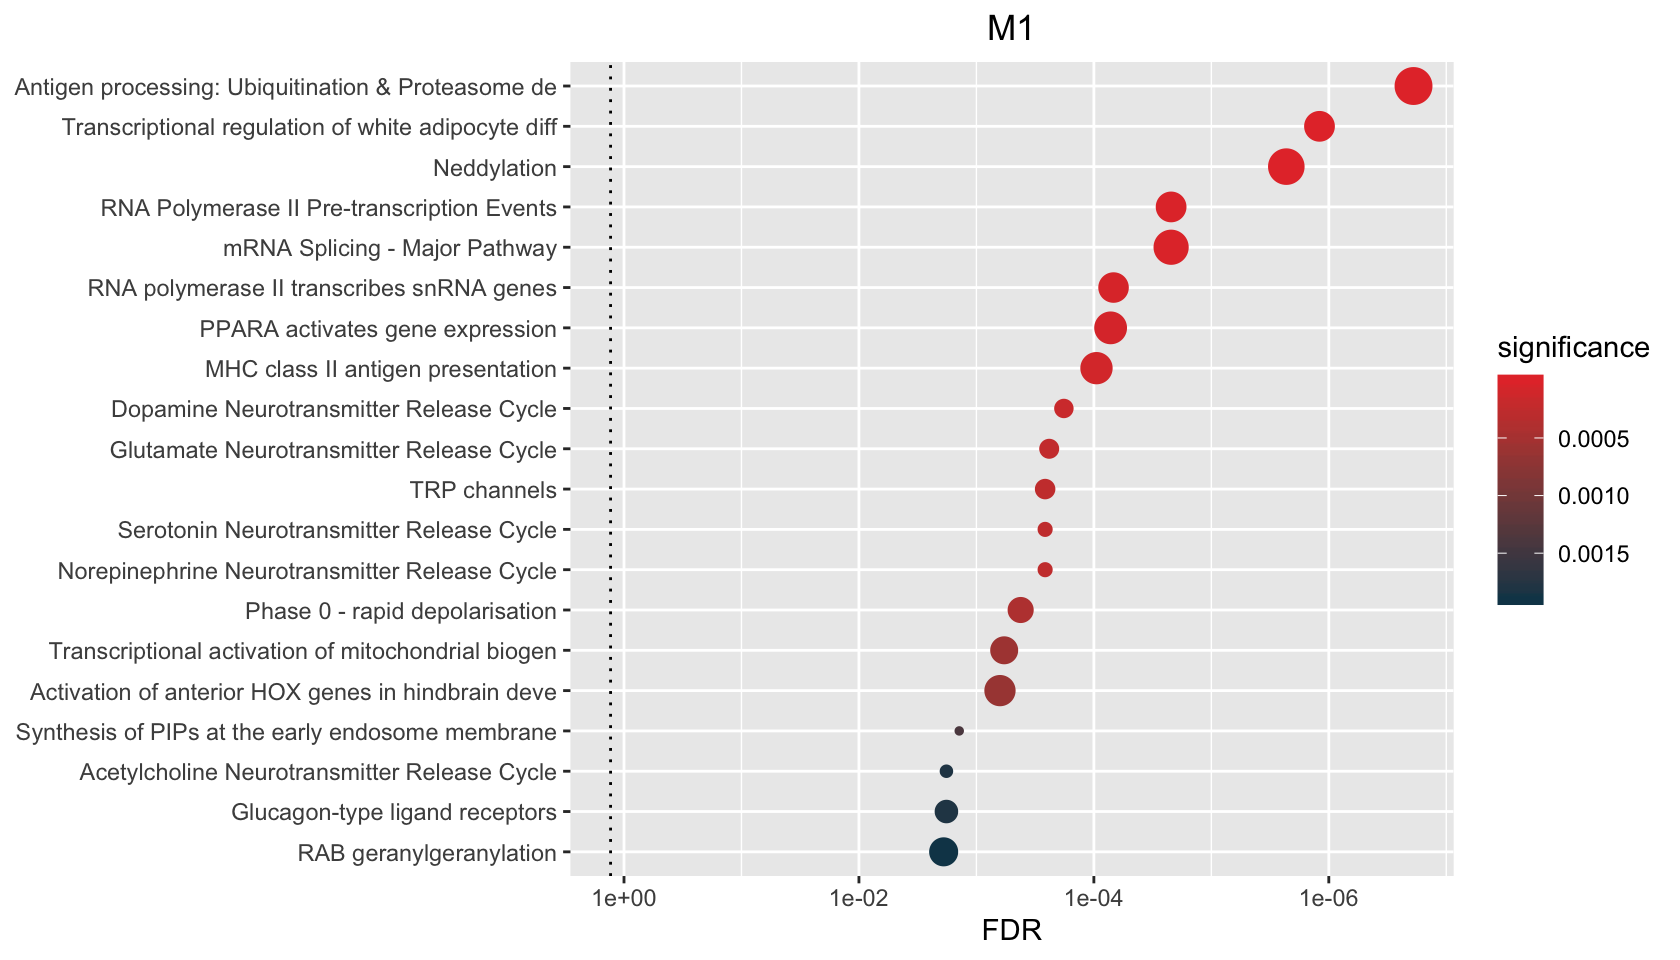 M1
Antigen processing: Ubiquitination & Proteasome de
Transcriptional regulation of white adipocyte diff
Neddylation
RNA Polymerase II Pre-transcription Events
mRNA Splicing - Major Pathway
RNA polymerase II transcribes snRNA genes
PPARA activates gene expression
MHC class II antigen presentation
Dopamine Neurotransmitter Release Cycle
Glutamate Neurotransmitter Release Cycle
TRP channels
Serotonin Neurotransmitter Release Cycle
Norepinephrine Neurotransmitter Release Cycle
Phase 0 - rapid depolarisation
Transcriptional activation of mitochondrial biogen
Activation of anterior HOX genes in hindbrain deve
Synthesis of PIPs at the early endosome membrane
Acetylcholine Neurotransmitter Release Cycle
Glucagon-type ligand receptors
RAB geranylgeranylation
1e+00 1e-02 1e-04 1e-06
FDR
significance
0.0005
0.0010
0.0015